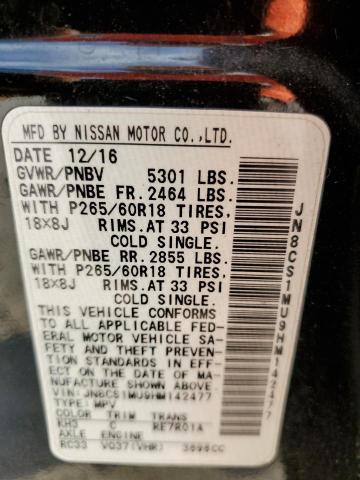 MFD BY NISSAN MOTOR CO.,LTD.
DATE 12/16
GVWR/PNBV 5301 LBS.
GAWR/PNBE FR. 2464 LBS.
WITH P265/60R18 TIRES,
18X8J RIMS.AT 33 PSI
COLD SINGLE.
GAWR/PNBE RR. 2855 LBS.
WITH P265/60R18 TIRES,
18X8J RIMS.AT 33 PSI
COLD SINGLE.
THIS VEHICLE CONFORMS
TO ALL APPLICABLE FED-
ERAL MOTOR VEHICLE SA-
FETY AND THEFT PREVEN-
TION STANDARDS IN EFF-
ECT ON THE DATE OF MA-
NUFACTURE SHOWN ABOVE.
VIN:JN8CS1MU9HM142477
TYPE:MPV
COLOR TRIM TRANS
KH3 C RE7R01A
AXLE ENGINE
RC33 VQ37(VHR) 3696CC
JN8CS1MU9HM142477